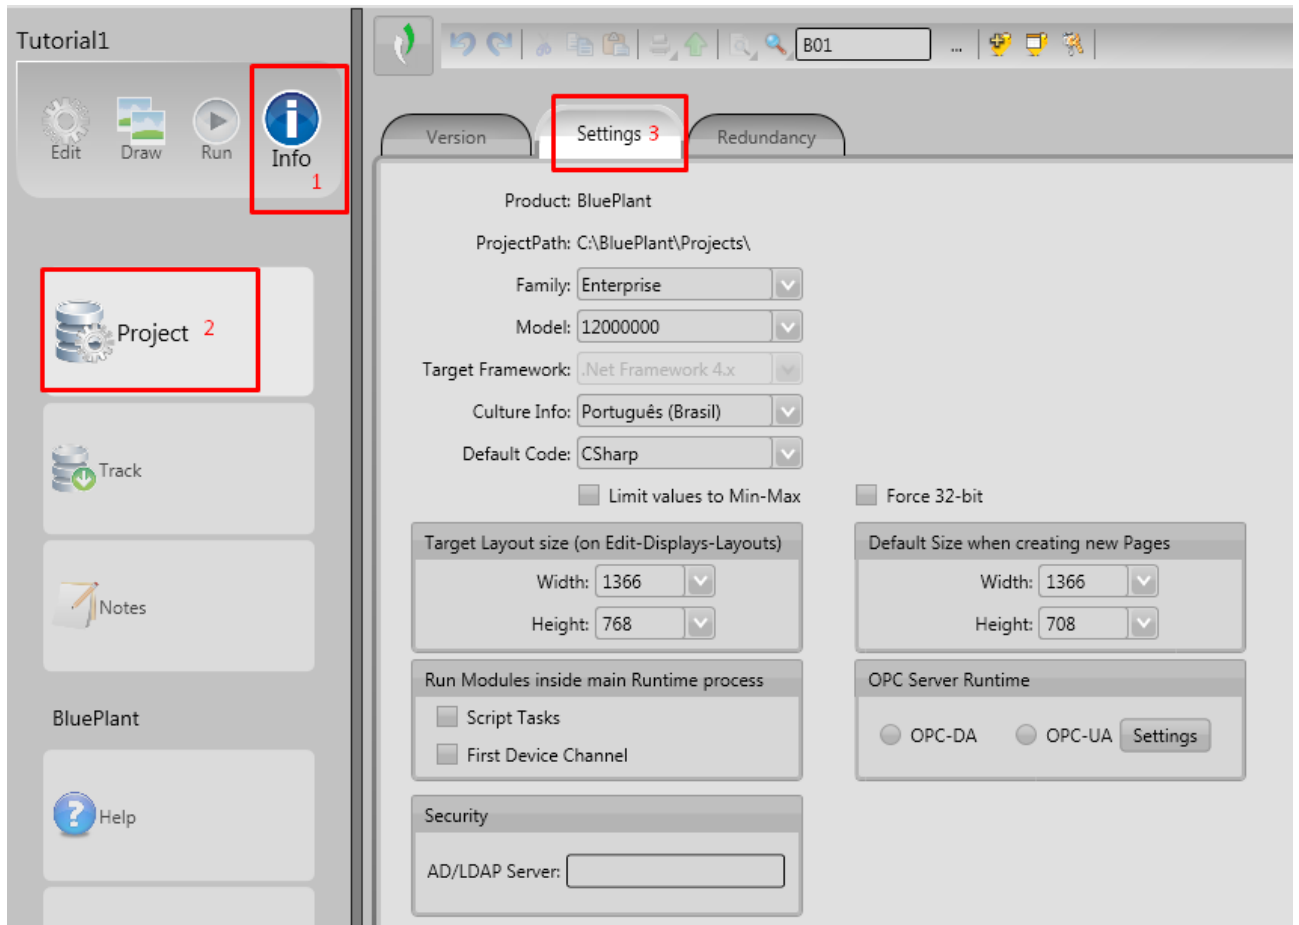 Tutorial1
Edit
Draw
Run
Info
1
Project 2
Track
Notes
BluePlant
Help
B01
...
Version
Settings 3
Redundancy
Product: BluePlant
ProjectPath: C:\BluePlant\Projects\
Family: Enterprise
Model: 12000000
Target Framework: .Net Framework 4.x
Culture Info: Português (Brasil)
Default Code: CSharp
Limit values to Min-Max
Force 32-bit
Target Layout size (on Edit-Displays-Layouts)
Width: 1366
Height: 768
Default Size when creating new Pages
Width: 1366
Height: 708
Run Modules inside main Runtime process
Script Tasks
First Device Channel
OPC Server Runtime
OPC-DA
OPC-UA
Settings
Security
AD/LDAP Server: